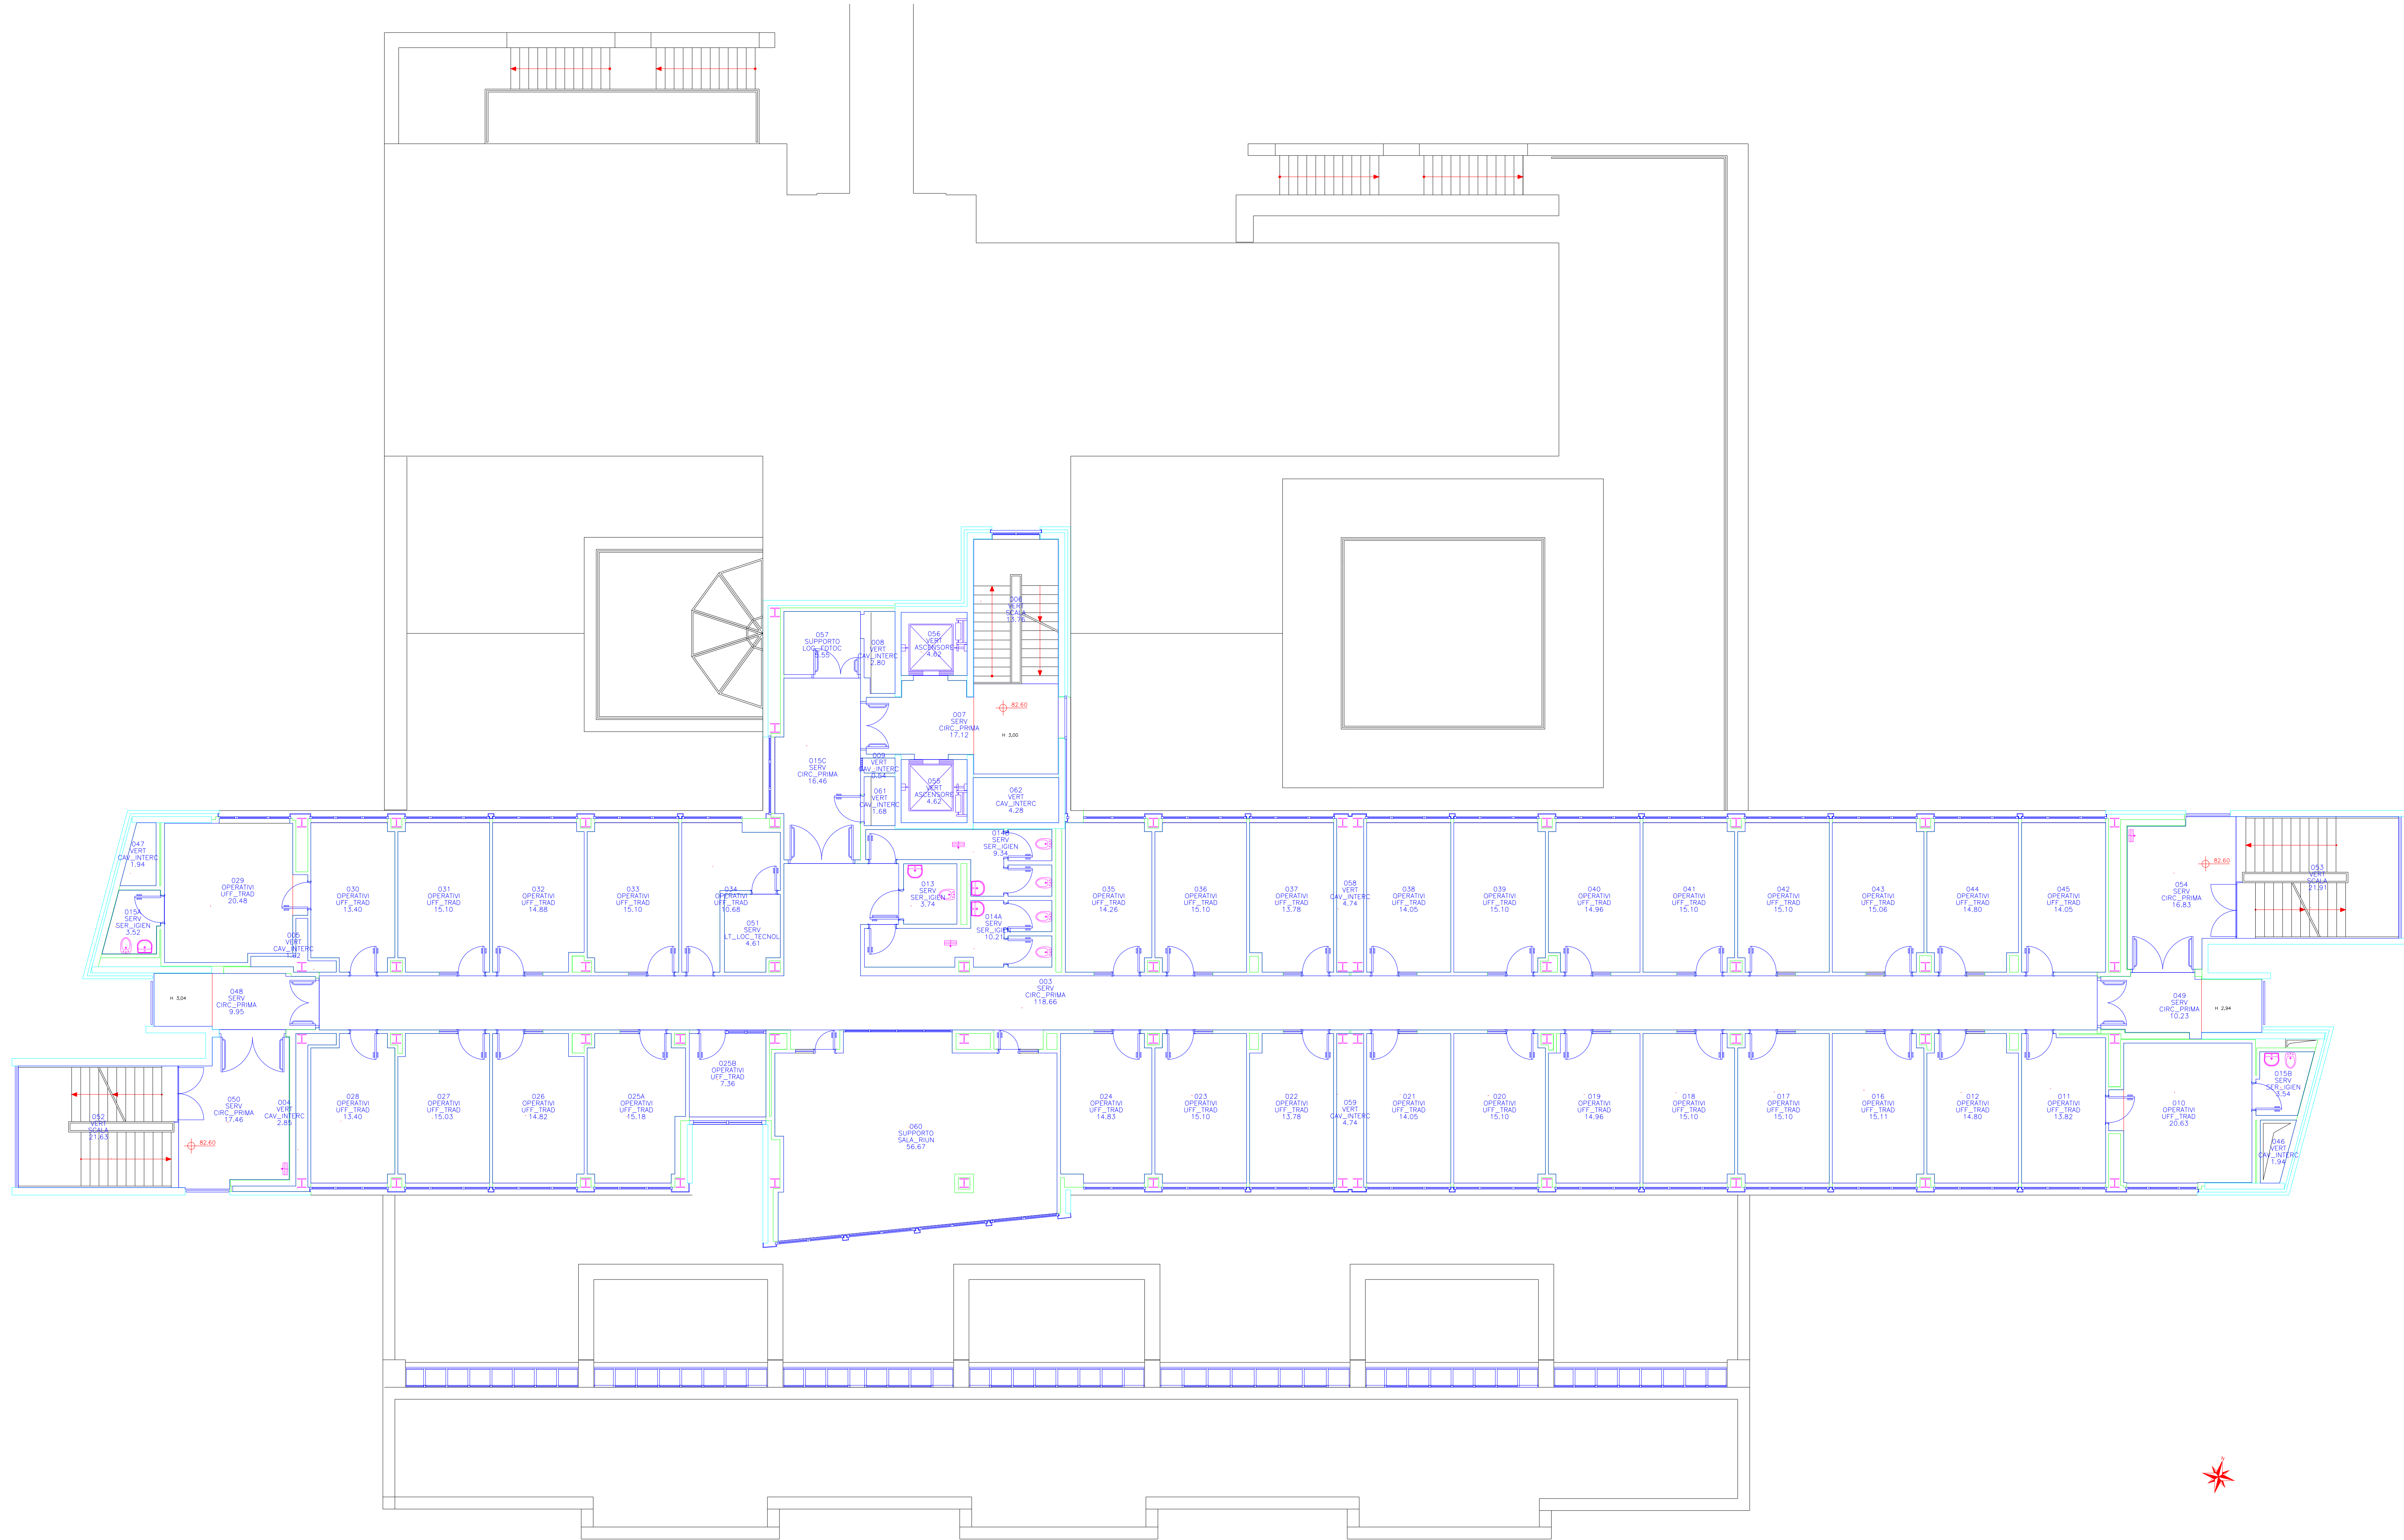 057
SUPPORTO
LOC_FOTOC
008
VERT
CAV_INTERC
2.80
056
VERT
ASCENSORE
4.62
006
VERT
SCALA
13.76
82.60
007
SERV
CIRC_PRIMA
17.12
H 3,00
015C
SERV
CIRC_PRIMA
16.46
009
VERT
CAV_INTERC
061
VERT
CAV_INTERC
1.68
055
VERT
ASCENSORE
4.62
062
VERT
CAV_INTERC
4.28
047
VERT
CAV_INTERC
1.94
015A
SERV
SER_IGIEN
3.52
029
OPERATIVI
UFF_TRAD
20.48
005
VERT
CAV_INTERC
1.62
030
OPERATIVI
UFF_TRAD
13.40
031
OPERATIVI
UFF_TRAD
15.10
032
OPERATIVI
UFF_TRAD
14.88
033
OPERATIVI
UFF_TRAD
15.10
034
OPERATIVI
UFF_TRAD
10.68
051
SERV
LT_LOC_TECNOL
4.61
013
SERV
SER_IGIEN
3.74
014B
SERV
SER_IGIEN
9.34
014A
SERV
SER_IGIEN
10.21
035
OPERATIVI
UFF_TRAD
14.26
036
OPERATIVI
UFF_TRAD
15.10
037
OPERATIVI
UFF_TRAD
13.78
058
VERT
CAV_INTERC
4.74
038
OPERATIVI
UFF_TRAD
14.05
039
OPERATIVI
UFF_TRAD
15.10
040
OPERATIVI
UFF_TRAD
14.96
041
OPERATIVI
UFF_TRAD
15.10
042
OPERATIVI
UFF_TRAD
15.10
043
OPERATIVI
UFF_TRAD
15.06
044
OPERATIVI
UFF_TRAD
14.80
045
OPERATIVI
UFF_TRAD
14.05
054
SERV
CIRC_PRIMA
16.83
82.60
053
VERT
SCALA
21.91
H 3,04
048
SERV
CIRC_PRIMA
9.95
003
SERV
CIRC_PRIMA
118.66
049
SERV
CIRC_PRIMA
10.23
H 2,94
052
VERT
SCALA
21.63
82.60
050
SERV
CIRC_PRIMA
17.46
004
VERT
CAV_INTERC
2.85
028
OPERATIVI
UFF_TRAD
13.40
027
OPERATIVI
UFF_TRAD
15.03
026
OPERATIVI
UFF_TRAD
14.82
025A
OPERATIVI
UFF_TRAD
15.18
025B
OPERATIVI
UFF_TRAD
7.36
060
SUPPORTO
SALA_RIUN
56.67
024
OPERATIVI
UFF_TRAD
14.83
023
OPERATIVI
UFF_TRAD
15.10
022
OPERATIVI
UFF_TRAD
13.78
059
VERT
CAV_INTERC
4.74
021
OPERATIVI
UFF_TRAD
14.05
020
OPERATIVI
UFF_TRAD
15.10
019
OPERATIVI
UFF_TRAD
14.96
018
OPERATIVI
UFF_TRAD
15.10
017
OPERATIVI
UFF_TRAD
15.10
016
OPERATIVI
UFF_TRAD
15.11
012
OPERATIVI
UFF_TRAD
14.80
011
OPERATIVI
UFF_TRAD
13.82
010
OPERATIVI
UFF_TRAD
20.63
015B
SERV
SER_IGIEN
3.54
046
VERT
CAV_INTERC
1.94